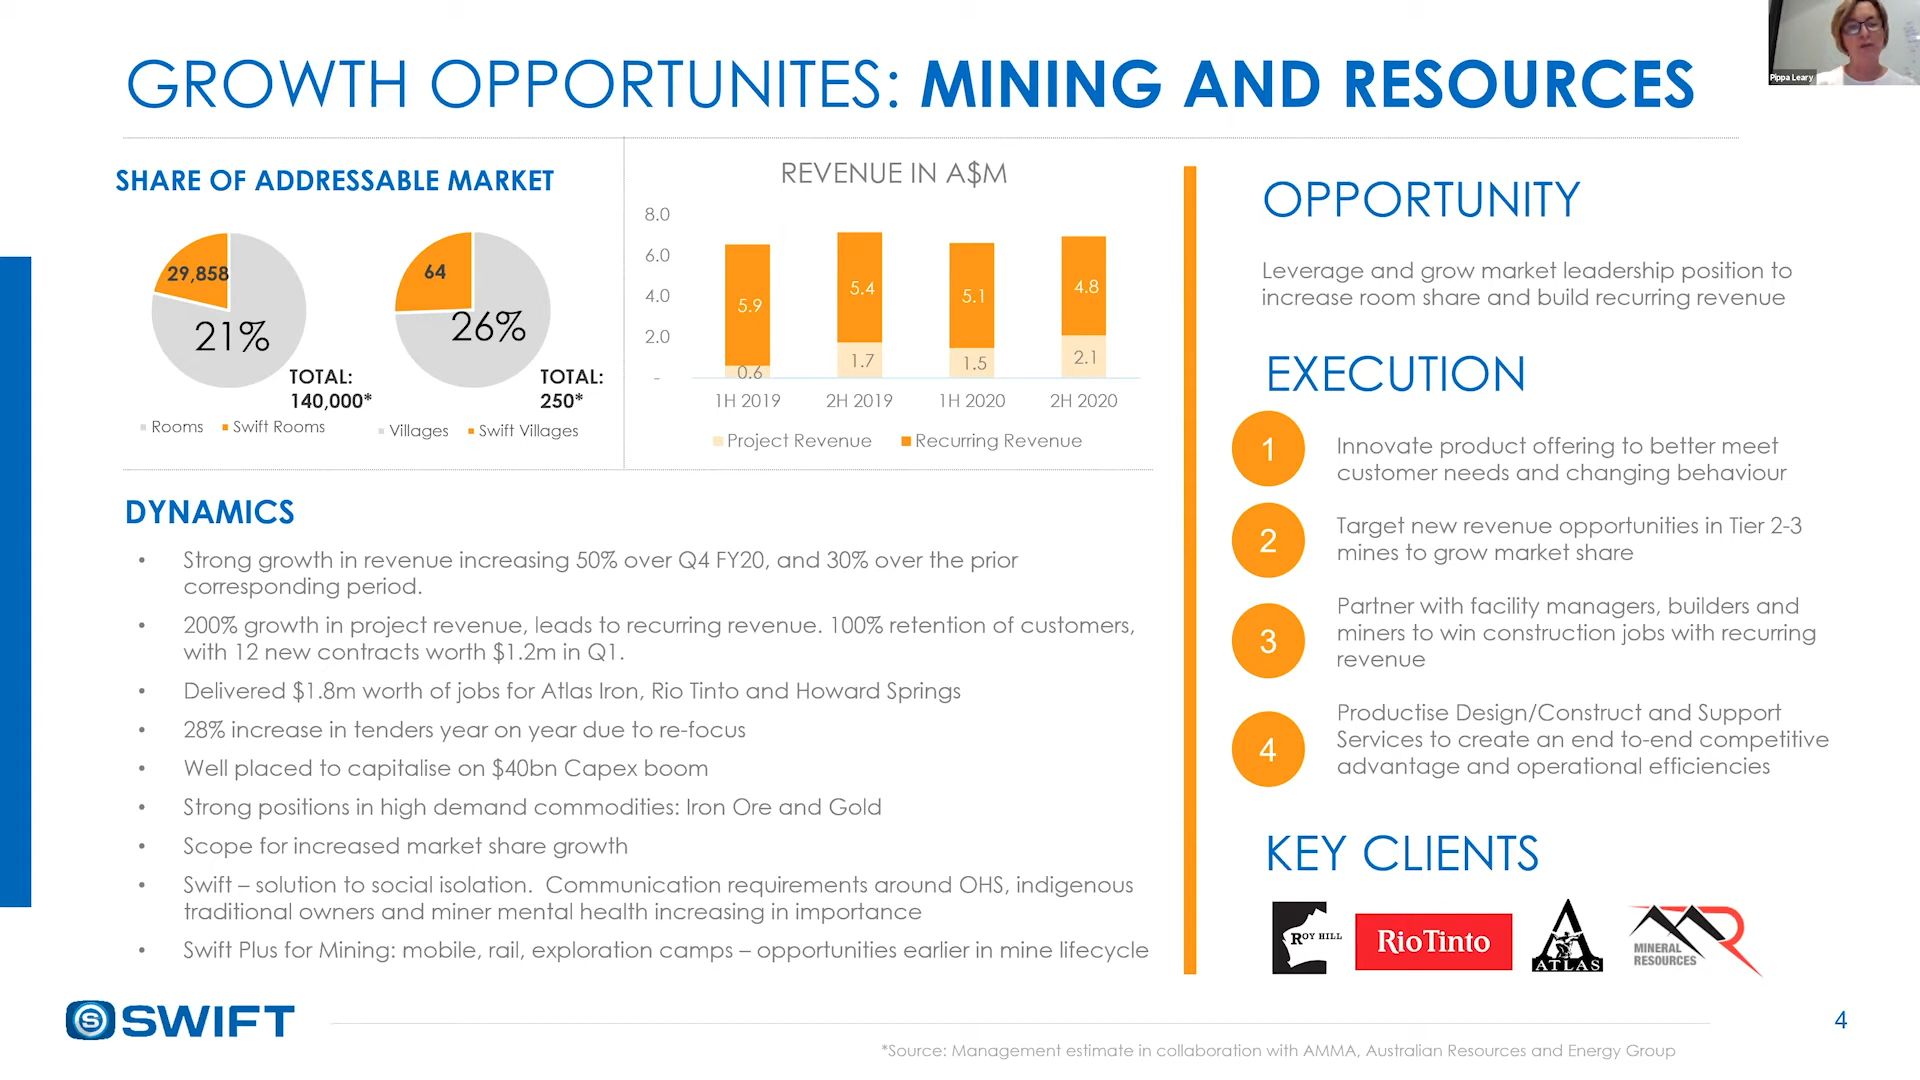 GROWTH OPPORTUNITES: MINING AND RESOURCES
Pippa Leary
SHARE OF ADDRESSABLE MARKET
29,858
21%
TOTAL:
140,000*
Rooms Swift Rooms
64
26%
TOTAL:
250*
Villages Swift Villages
REVENUE IN A$M
8.0
6.0
4.0
2.0
-
5.9
0.6
5.4
1.7
5.1
1.5
4.8
2.1
1H 2019 2H 2019 1H 2020 2H 2020
Project Revenue Recurring Revenue
DYNAMICS
• Strong growth in revenue increasing 50% over Q4 FY20, and 30% over the prior
corresponding period.
• 200% growth in project revenue, leads to recurring revenue. 100% retention of customers,
with 12 new contracts worth $1.2m in Q1.
• Delivered $1.8m worth of jobs for Atlas Iron, Rio Tinto and Howard Springs
• 28% increase in tenders year on year due to re-focus
• Well placed to capitalise on $40bn Capex boom
• Strong positions in high demand commodities: Iron Ore and Gold
• Scope for increased market share growth
• Swift – solution to social isolation. Communication requirements around OHS, indigenous
traditional owners and miner mental health increasing in importance
• Swift Plus for Mining: mobile, rail, exploration camps – opportunities earlier in mine lifecycle
OPPORTUNITY
Leverage and grow market leadership position to
increase room share and build recurring revenue
EXECUTION
1
Innovate product offering to better meet
customer needs and changing behaviour
2
Target new revenue opportunities in Tier 2-3
mines to grow market share
3
Partner with facility managers, builders and
miners to win construction jobs with recurring
revenue
4
Productise Design/Construct and Support
Services to create an end to-end competitive
advantage and operational efficiencies
KEY CLIENTS
ROY HILL
RioTinto
ATLAS
MINERAL
RESOURCES
S SWIFT
4
*Source: Management estimate in collaboration with AMMA, Australian Resources and Energy Group